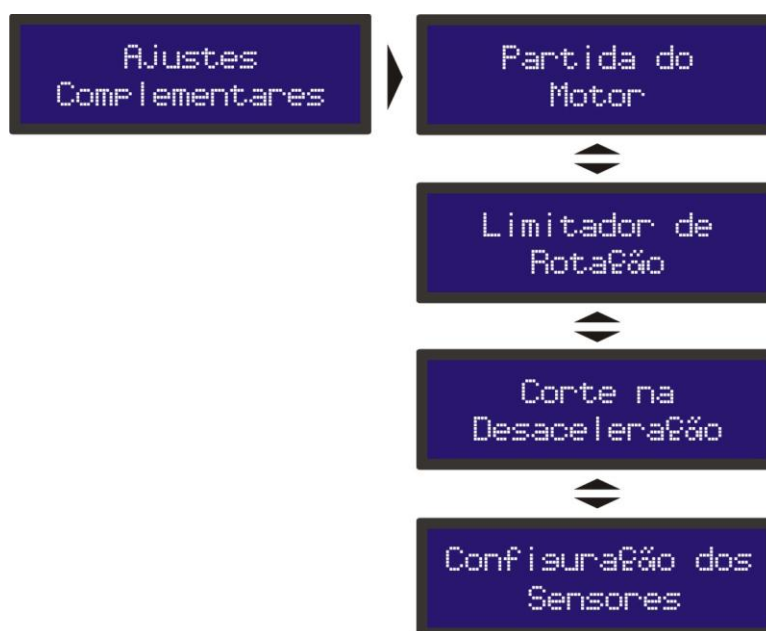 Ajustes
Complementares
Partida do
Motor
Limitador de
Rotação
Corte na
Desaceleração
Configuração dos
Sensores